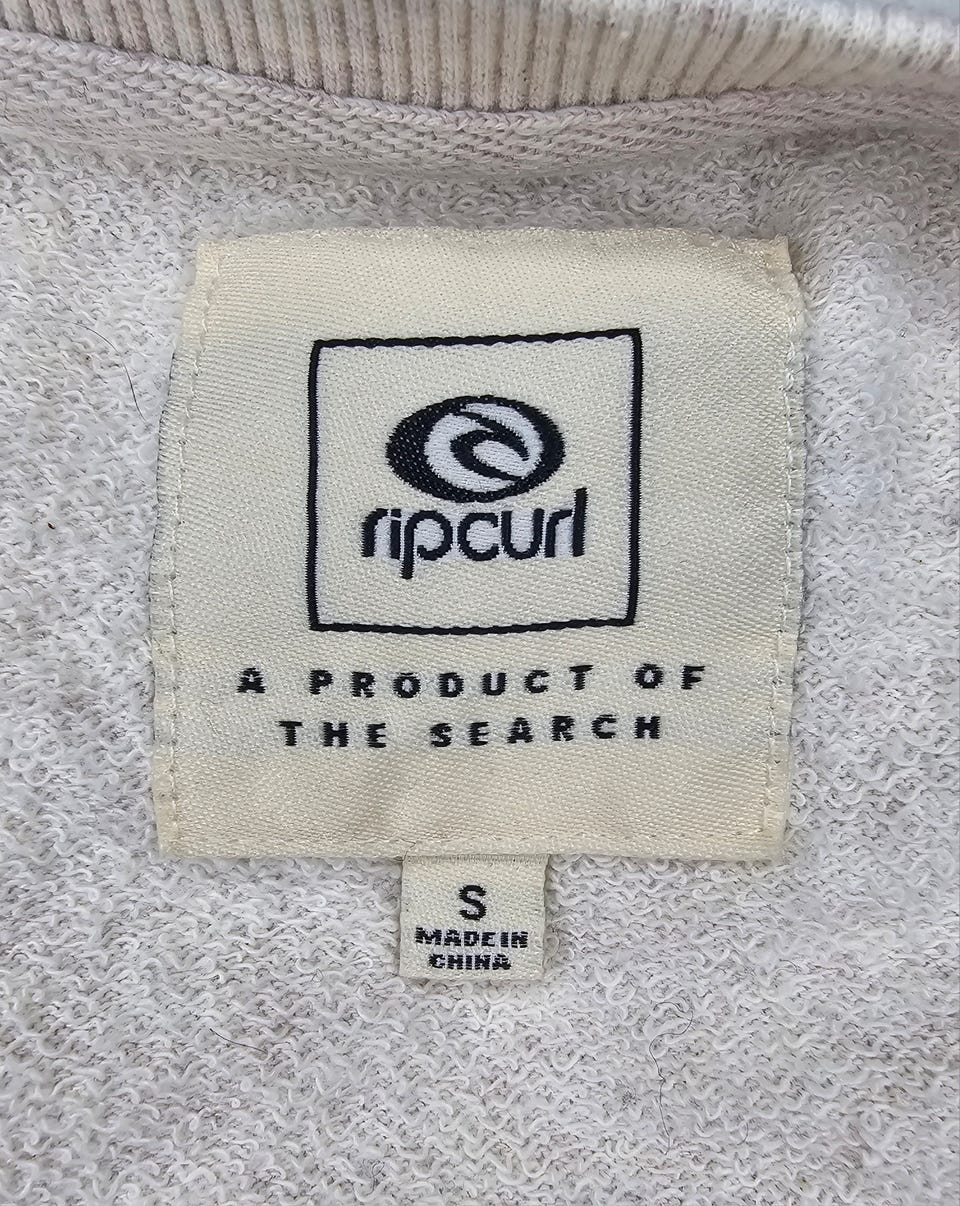 ripcurl
A PRODUCT OF
THE SEARCH
S
MADE IN
CHINA